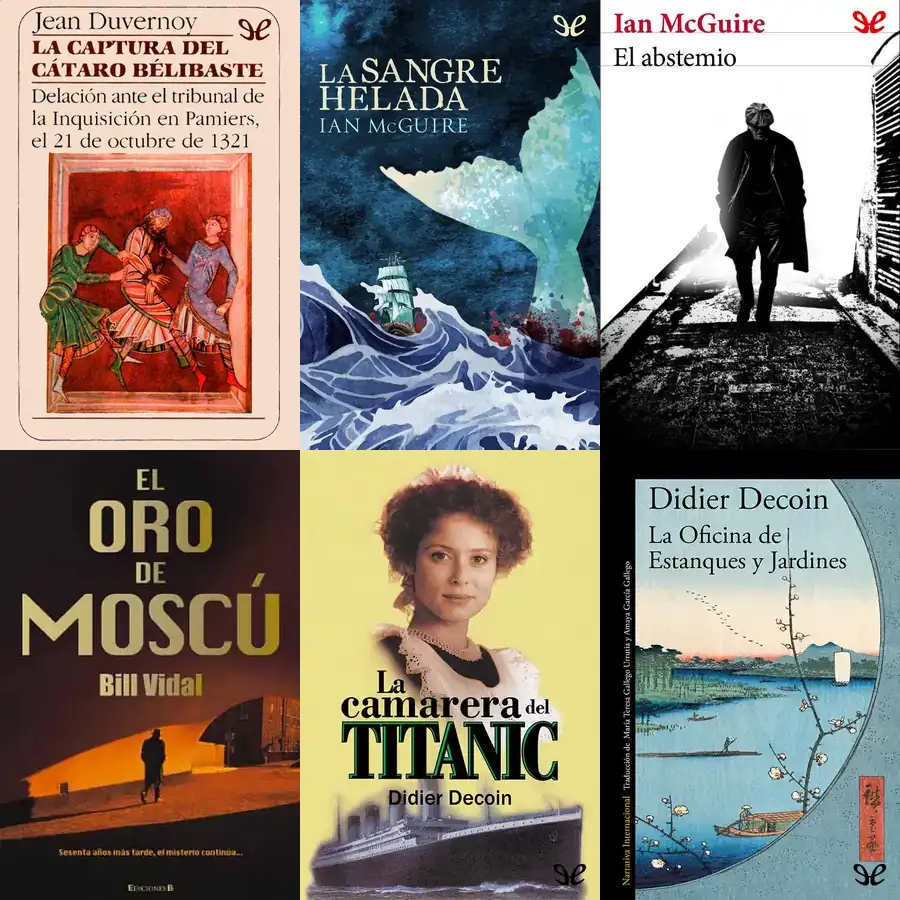 Jean Duvernoy
LA CAPTURA DEL
CÁTARO BÉLIBASTE
Delación ante el tribunal de
la Inquisición en Pamiers,
el 21 de octubre de 1321
LA SANGRE
HELADA
IAN McGUIRE
Ian McGuire
El abstemio
EL
ORO
DE
MOSCÚ
Bill Vidal
Sesenta años más tarde, el misterio continúa...
EDICIONES B
La
camarera del
TITANIC
Didier Decoin
Didier Decoin
La Oficina de
Estanques y Jardines
Narrativa Internacional Traducción de María Teresa Gallego Urrutia y Amaya García Gallego